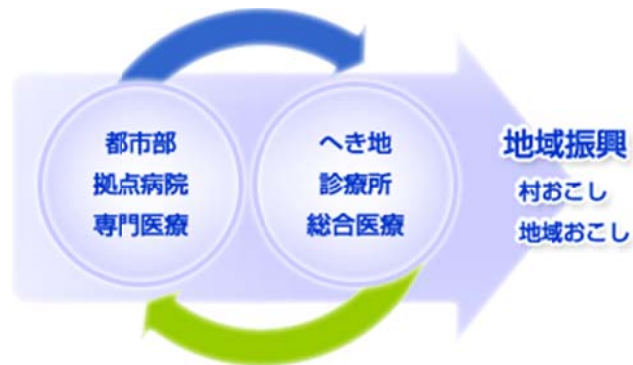 都市部
拠点病院
専門医療
へき地
診療所
総合医療
地域振興
村おこし
地域おこし